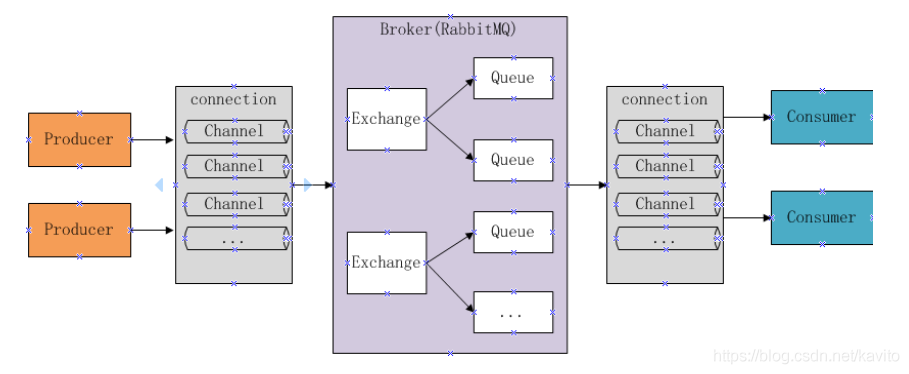 Broker(RabbitMQ)
Producer
Producer
connection
Channel
Channel
Channel
...
Exchange
Queue
Queue
Exchange
Queue
...
connection
Channel
Channel
Channel
...
Consumer
Consumer
https://blog.csdn.net/kavito